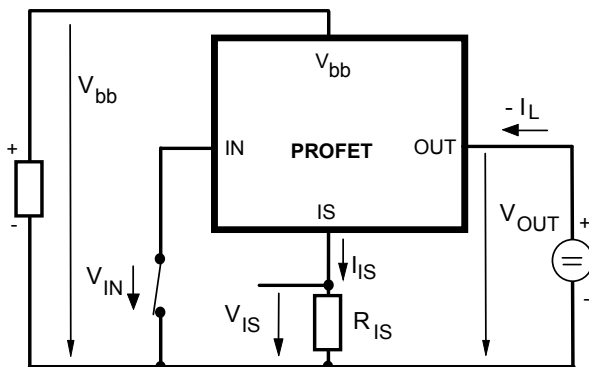 V_bb
V_bb
- I_L
IN
PROFET
OUT
IS
+
-
V_IN
I_IS
V_IS
R_IS
V_OUT
+
-